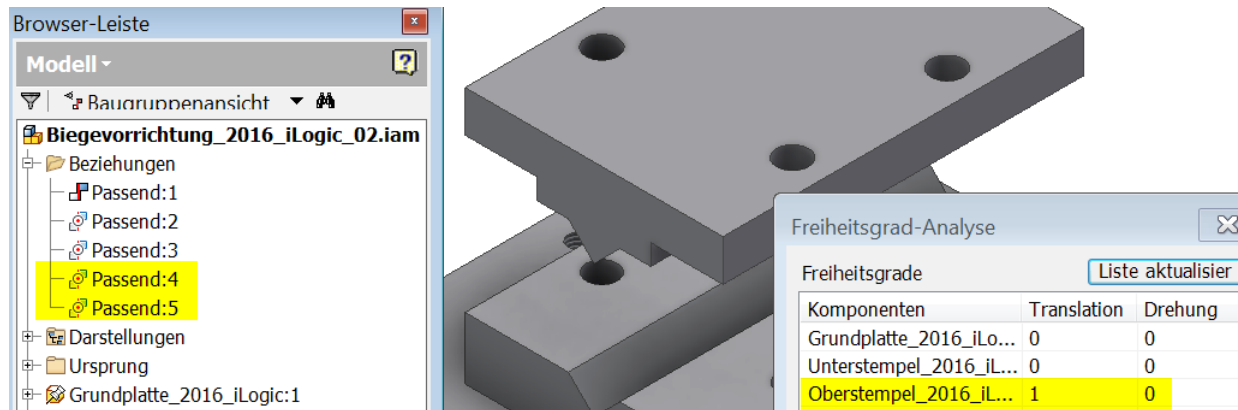 Browser-Leiste
Modell
Baugruppenansicht
Biegevorrichtung_2016_iLogic_02.iam
Beziehungen
Passend:1
Passend:2
Passend:3
Passend:4
Passend:5
Darstellungen
Ursprung
Grundplatte_2016_iLogic:1
Freiheitsgrad-Analyse
Freiheitsgrade Liste aktualisier
Komponenten Translation Drehung
Grundplatte_2016_iLo... 0 0
Unterstempel_2016_iL... 0 0
Oberstempel_2016_iL... 1 0